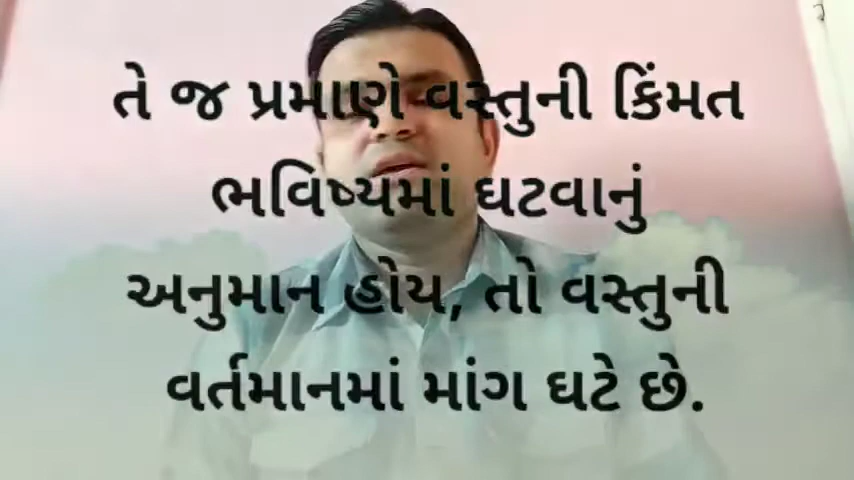 તે જ પ્રમાણે વસ્તુની કિંમત
ભવિષ્યમાં ઘટવાનું
અનુમાન હોય, તો વસ્તુની
વર્તમાનમાં માંગ ઘટે છે.